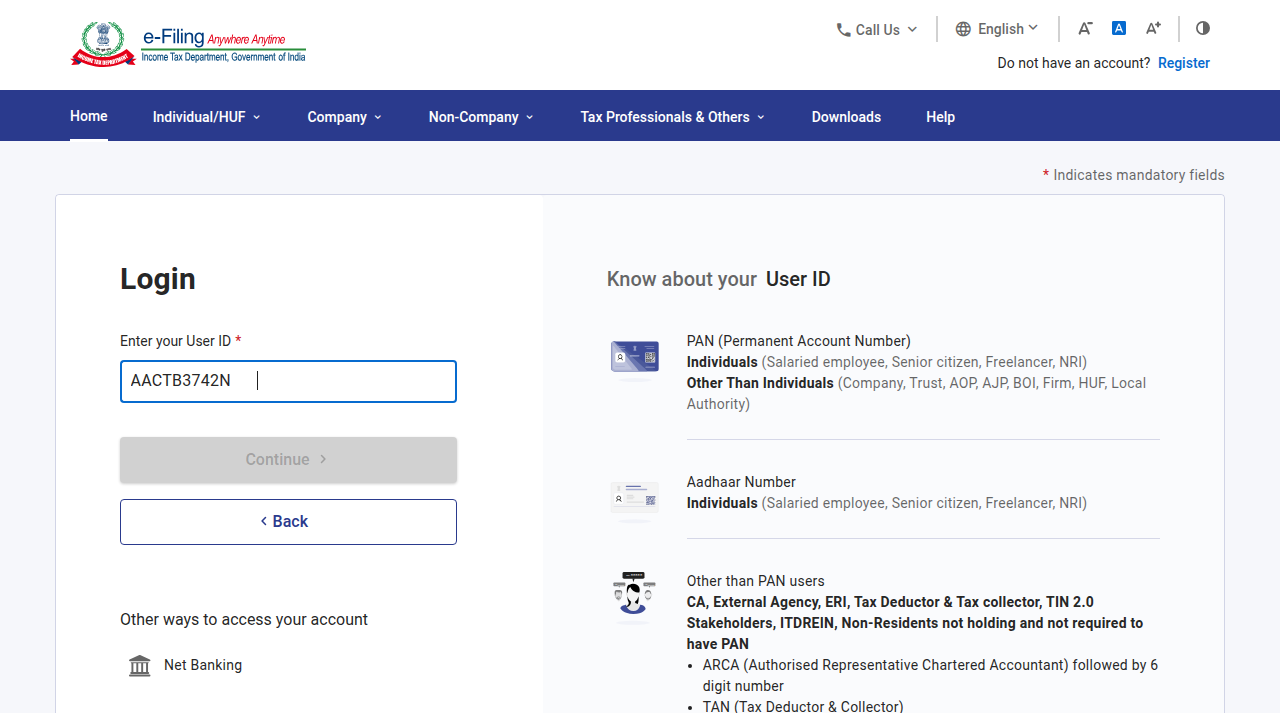 e-Filing Anywhere Anytime
Income Tax Department, Government of India
INCOME TAX DEPARTMENT
Call Us
English
A-
A
A+
Do not have an account? Register
Home
Individual/HUF
Company
Non-Company
Tax Professionals & Others
Downloads
Help
* Indicates mandatory fields
Login
Enter your User ID *
AACTB3742N
Continue
Back
Other ways to access your account
Net Banking
Know about your User ID
PAN (Permanent Account Number)
Individuals (Salaried employee, Senior citizen, Freelancer, NRI)
Other Than Individuals (Company, Trust, AOP, AJP, BOI, Firm, HUF, Local
Authority)
Aadhaar Number
Individuals (Salaried employee, Senior citizen, Freelancer, NRI)
Other than PAN users
CA, External Agency, ERI, Tax Deductor & Tax collector, TIN 2.0
Stakeholders, ITDREIN, Non-Residents not holding and not required to
have PAN
• ARCA (Authorised Representative Chartered Accountant) followed by 6
digit number
• TAN (Tax Deductor & Collector)